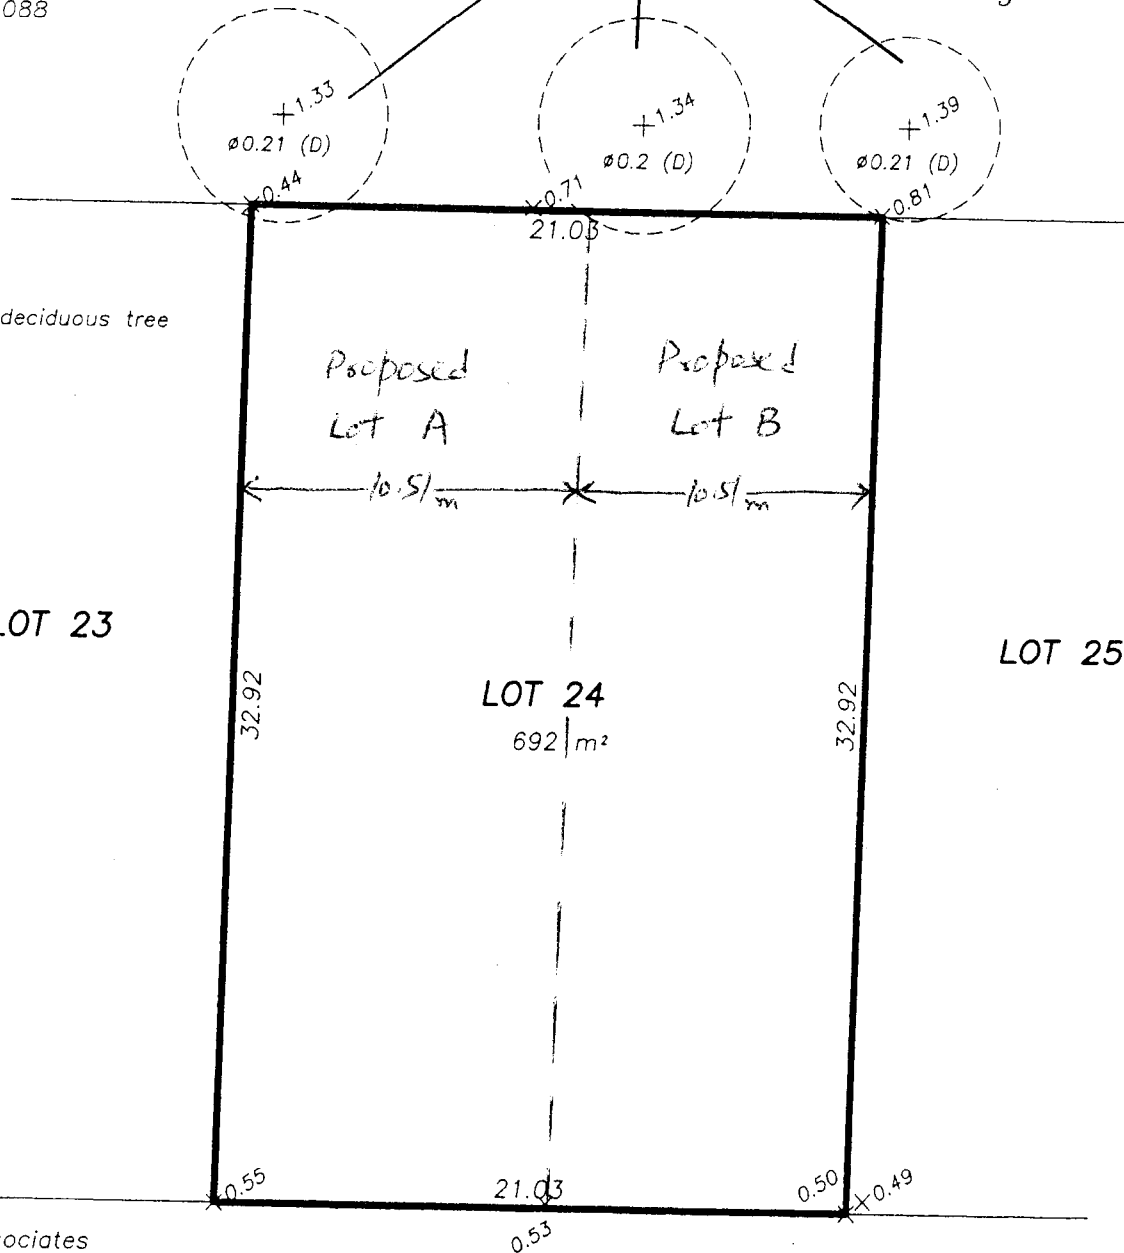 088
1.33
ø0.21 (D)
1.34
ø0.2 (D)
1.39
ø0.21 (D)
0.44
0.71
0.81
21.03
deciduous tree
Proposed
Lot A
Proposed
Lot B
10.51 m
10.51 m
LOT 23
LOT 25
32.92
LOT 24
692 m²
32.92
0.55
21.03
0.50
0.49
0.53
ociates